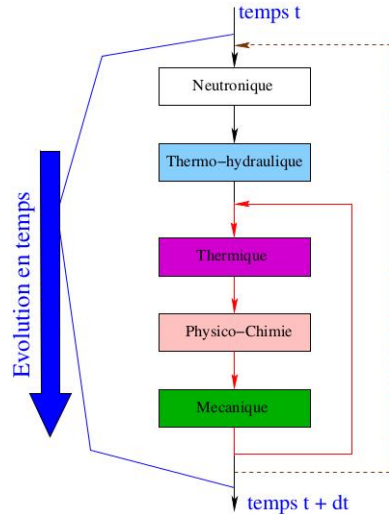 temps t
Neutronique
Thermo-hydraulique
Thermique
Physico-Chimie
Mecanique
Evolution en temps
temps t + dt